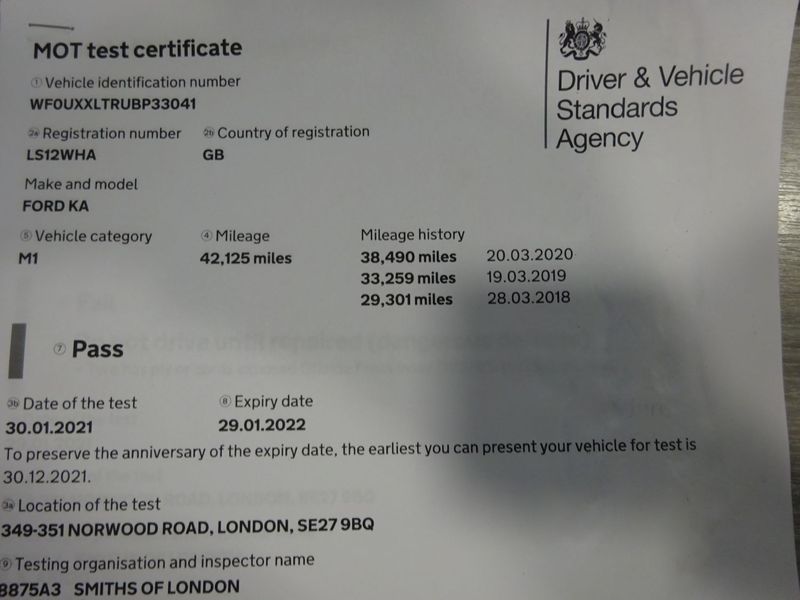 MOT test certificate
Driver & Vehicle
Standards
Agency
1 Vehicle identification number
WF0UXXLTRUBP33041
2a Registration number 2b Country of registration
LS12WHA GB
Make and model
FORD KA
5 Vehicle category 4 Mileage Mileage history
M1 42,125 miles 38,490 miles 20.03.2020
33,259 miles 19.03.2019
29,301 miles 28.03.2018
7 Pass
3b Date of the test 8 Expiry date
30.01.2021 29.01.2022
To preserve the anniversary of the expiry date, the earliest you can present your vehicle for test is
30.12.2021.
3a Location of the test
349-351 NORWOOD ROAD, LONDON, SE27 9BQ
9 Testing organisation and inspector name
8875A3 SMITHS OF LONDON